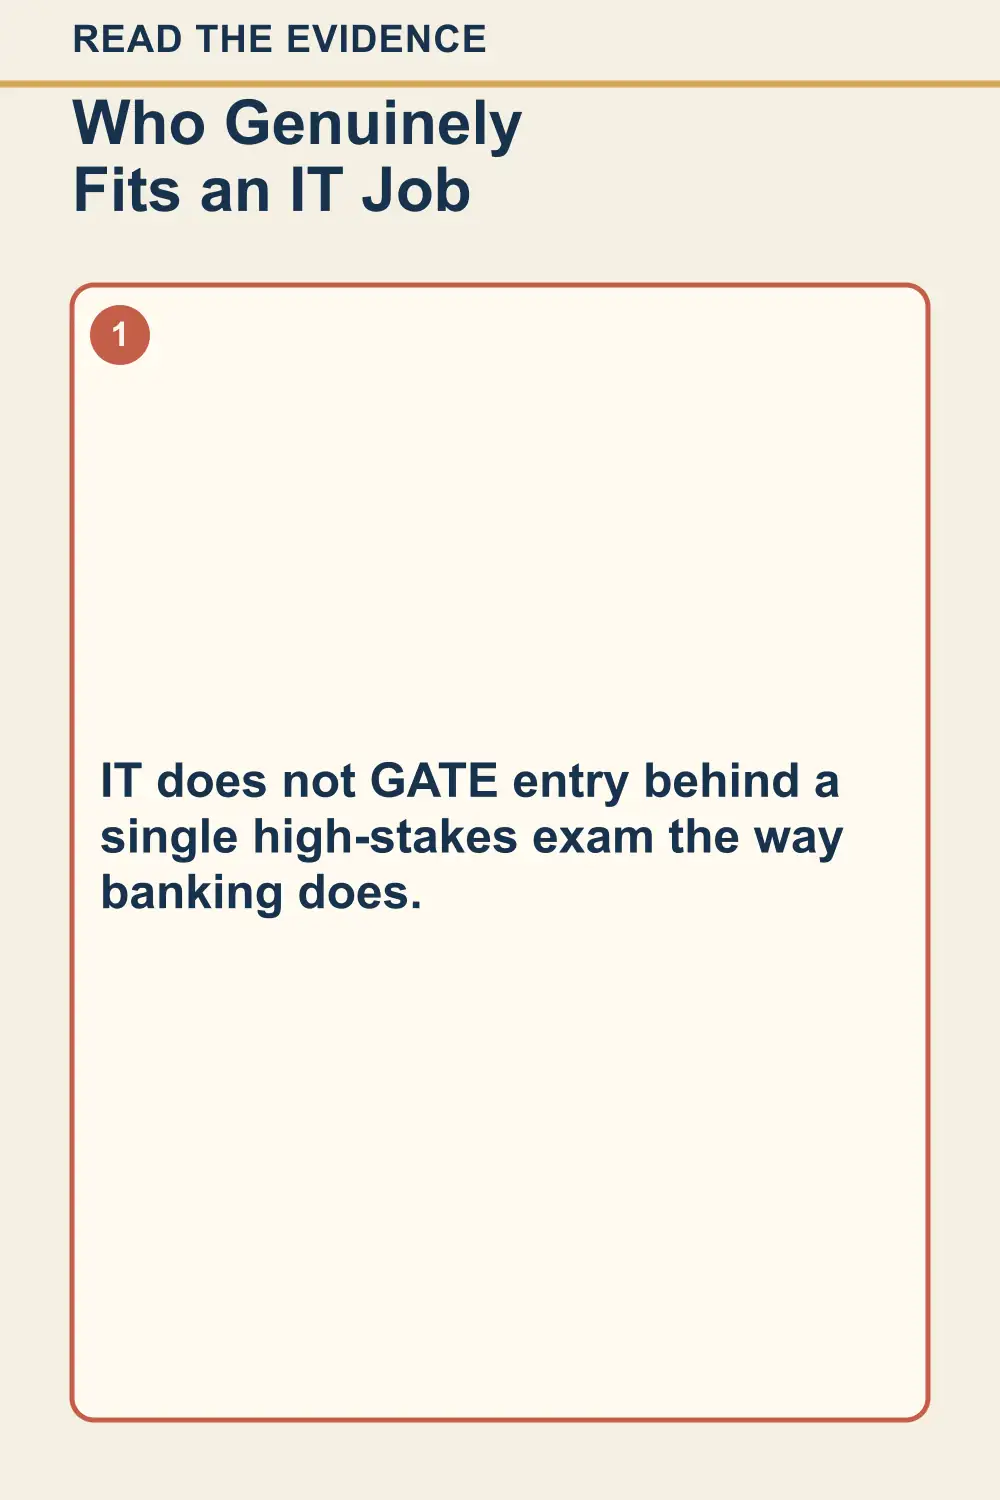 READ THE EVIDENCE
Who Genuinely
Fits an IT Job
1
IT does not GATE entry behind a
single high-stakes exam the way
banking does.